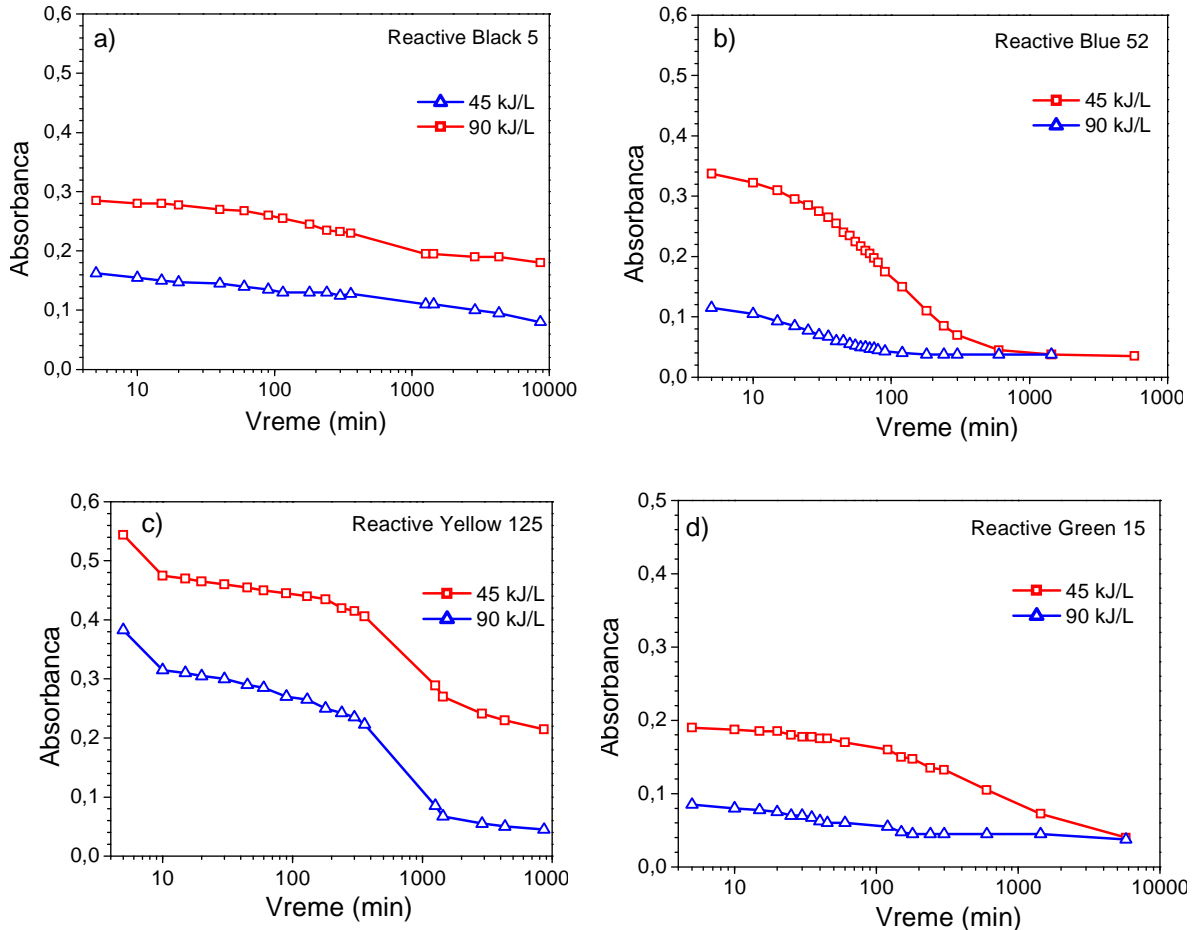 a)
Reactive Black 5
45 kJ/L
90 kJ/L
0,6
0,5
0,4
0,3
0,2
0,1
0,0
Absorbanca
10
100
1000
10000
Vreme (min)
b)
Reactive Blue 52
45 kJ/L
90 kJ/L
0,6
0,5
0,4
0,3
0,2
0,1
0,0
Absorbanca
10
100
1000
1000
Vreme (min)
c)
Reactive Yellow 125
45 kJ/L
90 kJ/L
0,6
0,5
0,4
0,3
0,2
0,1
0,0
Absorbanca
10
100
1000
1000
Vreme (min)
d)
Reactive Green 15
45 kJ/L
90 kJ/L
0,5
0,4
0,3
0,2
0,1
0,0
Absorbanca
10
100
1000
10000
Vreme (min)